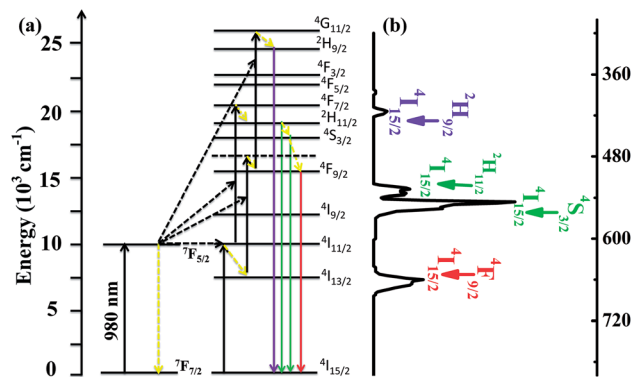 (a)
Energy (10³ cm⁻¹)
25
20
15
10
5
0
⁴G₁₁/₂
²H₉/₂
⁴F₃/₂
⁴F₅/₂
⁴F₇/₂
²H₁₁/₂
⁴S₃/₂
⁴F₉/₂
⁴I₉/₂
⁴I₁₁/₂
⁴I₁₃/₂
⁴I₁₅/₂
⁷F₅/₂
980 nm
⁷F₇/₂
(b)
²H₉/₂ → ⁴I₁₅/₂
²H₁₁/₂ → ⁴I₁₅/₂
⁴S₃/₂ → ⁴I₁₅/₂
⁴F₉/₂ → ⁴I₁₅/₂
360
480
600
720